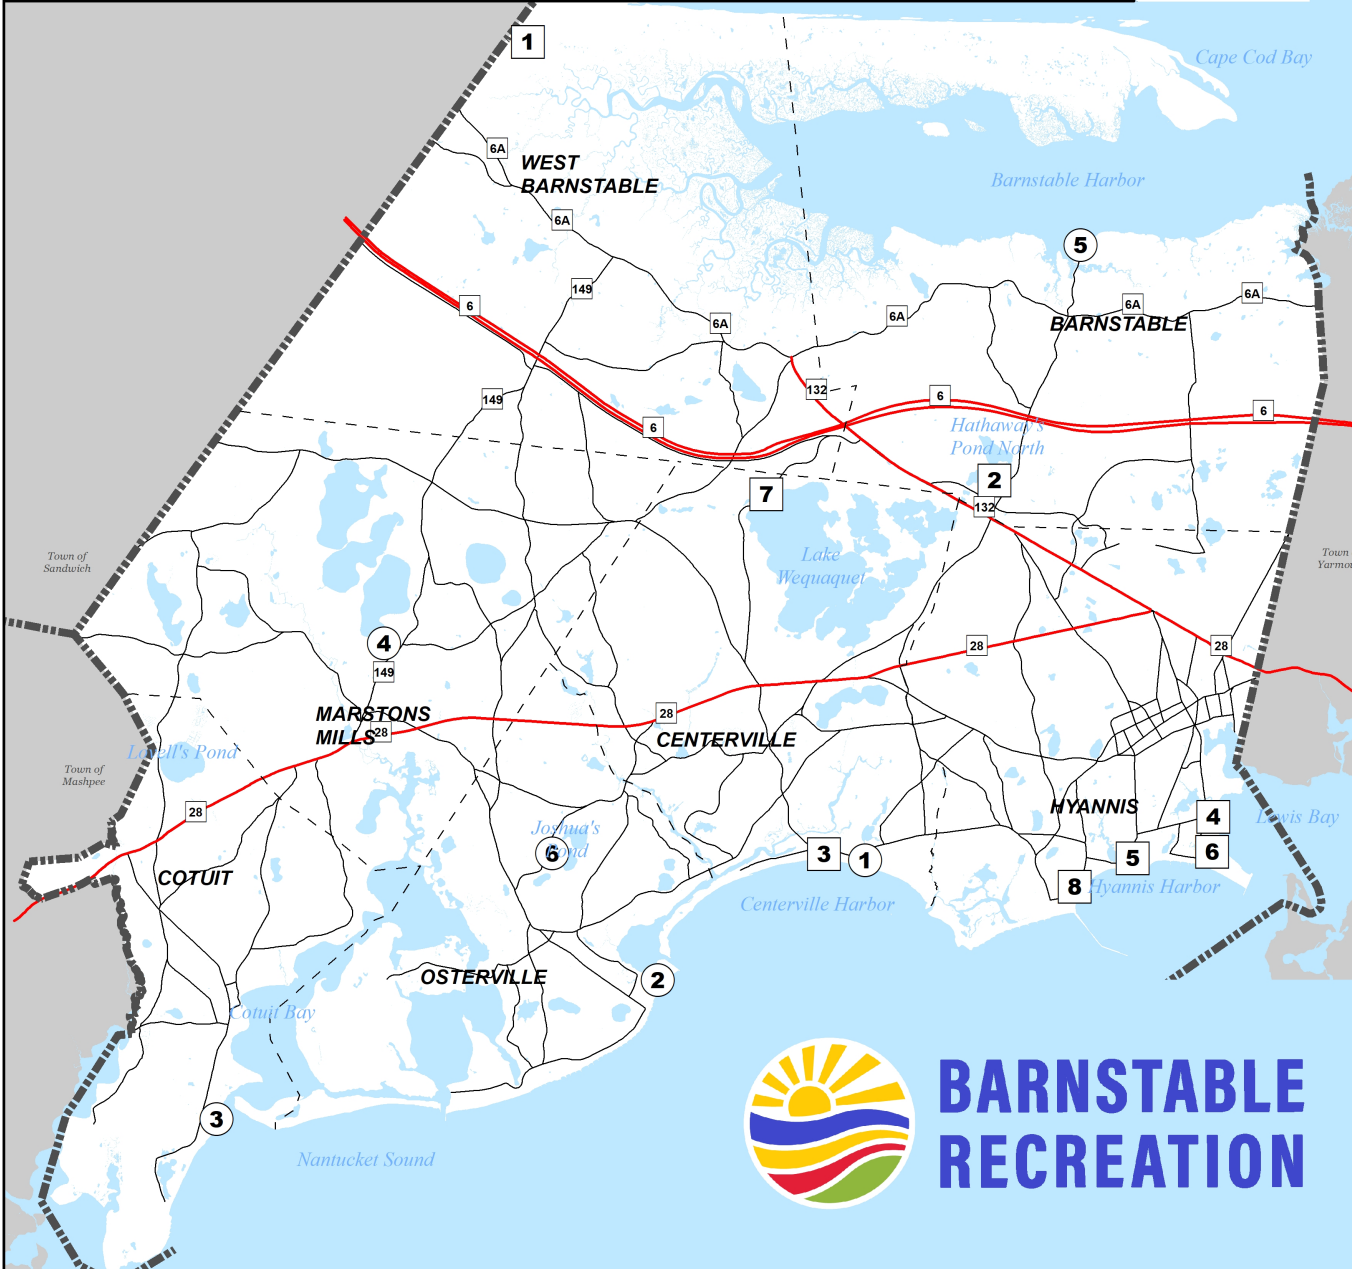 1
Cape Cod Bay
6A
WEST
BARNSTABLE
Barnstable Harbor
6A
5
149
6
6A
6A
6A
6A
BARNSTABLE
132
149
6
6
6
Hathaway's
Pond North
2
7
132
Town of
Sandwich
Lake
Wequaquet
Town
Yarmou
4
149
28
28
MARSTONS
MILLS
28
28
CENTERVILLE
Lovell's Pond
Town of
Mashpee
28
HYANNIS
4
Lewis Bay
Joshua's
Pond
6
3
1
5
6
COTUIT
8
Hyannis Harbor
Centerville Harbor
OSTERVILLE
2
Cotuit Bay
3
Nantucket Sound
BARNSTABLE
RECREATION